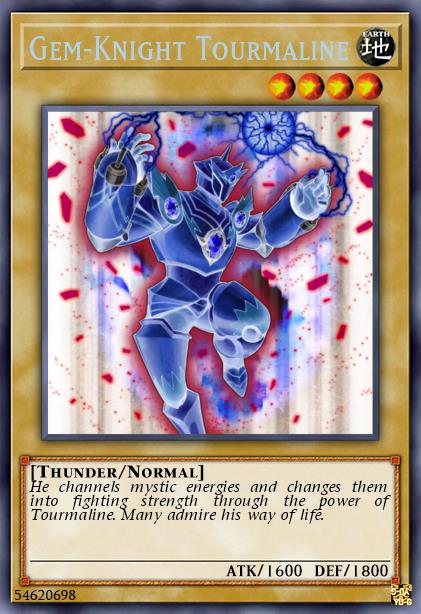 Gem-Knight Tourmaline
EARTH
地
[Thunder/Normal]
He channels mystic energies and changes them
into fighting strength through the power of
Tourmaline. Many admire his way of life.
ATK/1600 DEF/1800
54620698